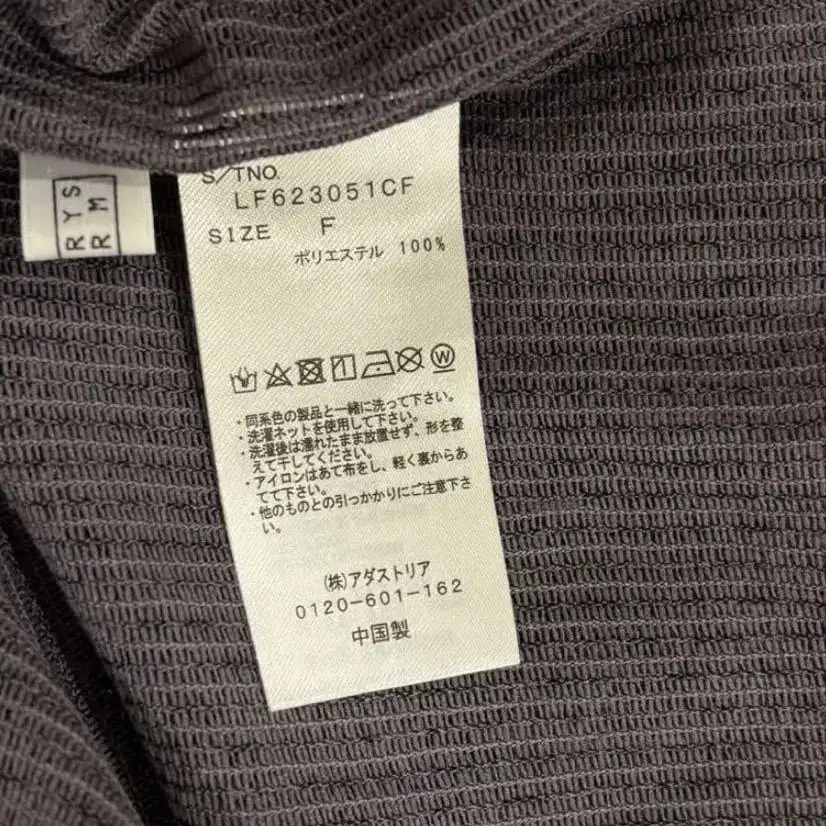 RYS
RM
S/TNO.
LF623051CF
SIZE F
ポリエステル 100%
W
・同系色の製品と一緒に洗って下さい。
・洗濯ネットを使用して下さい。
・洗濯後は濡れたまま放置せず、形を整
えて干してください。
・アイロンはあて布をし、軽く裏からあ
てて下さい。
・他のものとの引っかかりにご注意下さ
い。
(株)アダストリア
0120-601-162
中国製